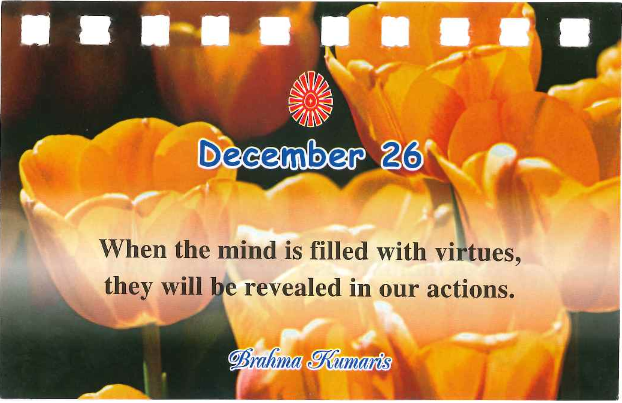 December 26
When the mind is filled with virtues,
they will be revealed in our actions.
Brahma Kumaris